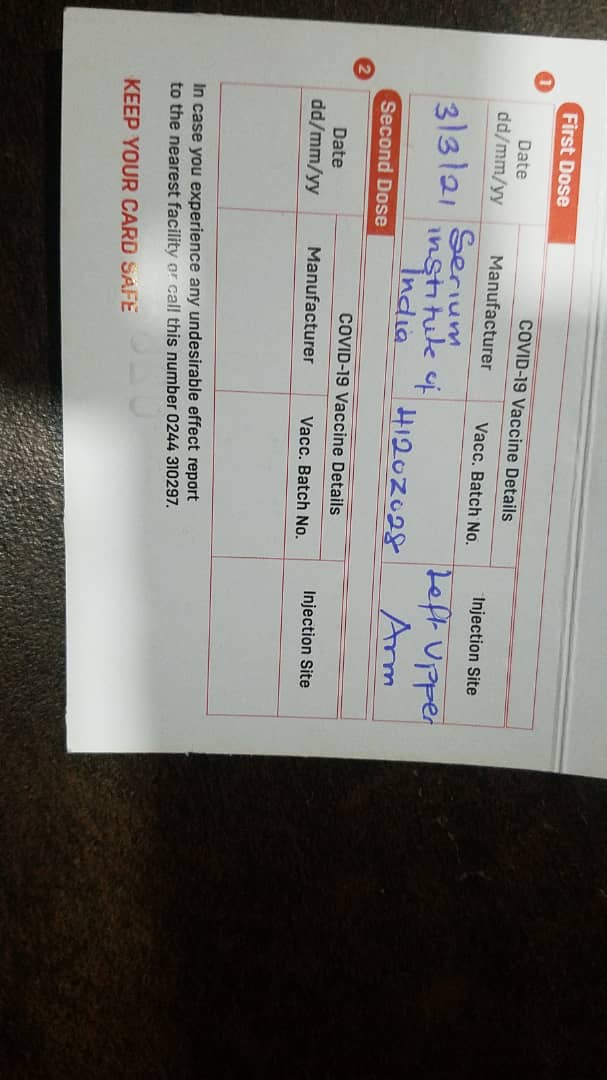 First Dose
1
Date
dd/mm/yy
COVID-19 Vaccine Details
Manufacturer
Vacc. Batch No.
Injection Site
3/3/21
Serium
institute of
India
4120Z028
Left Upper
Arm
Second Dose
2
Date
dd/mm/yy
COVID-19 Vaccine Details
Manufacturer
Vacc. Batch No.
Injection Site
In case you experience any undesirable effect report
to the nearest facility or call this number 0244 310297.
KEEP YOUR CARD SAFE